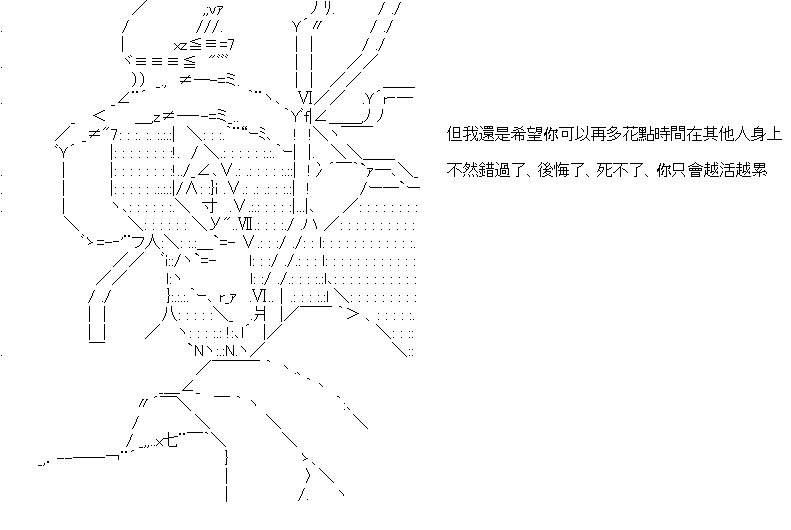 但我還是希望你可以再多花點時間在其他人身上
不然錯過了、後悔了、死不了、你只會越活越累